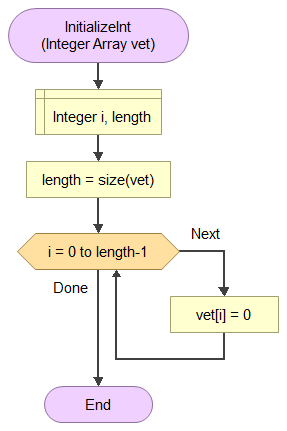 InitializeInt
(Integer Array vet)
Integer i, length
length = size(vet)
i = 0 to length-1
Next
Done
vet[i] = 0
End